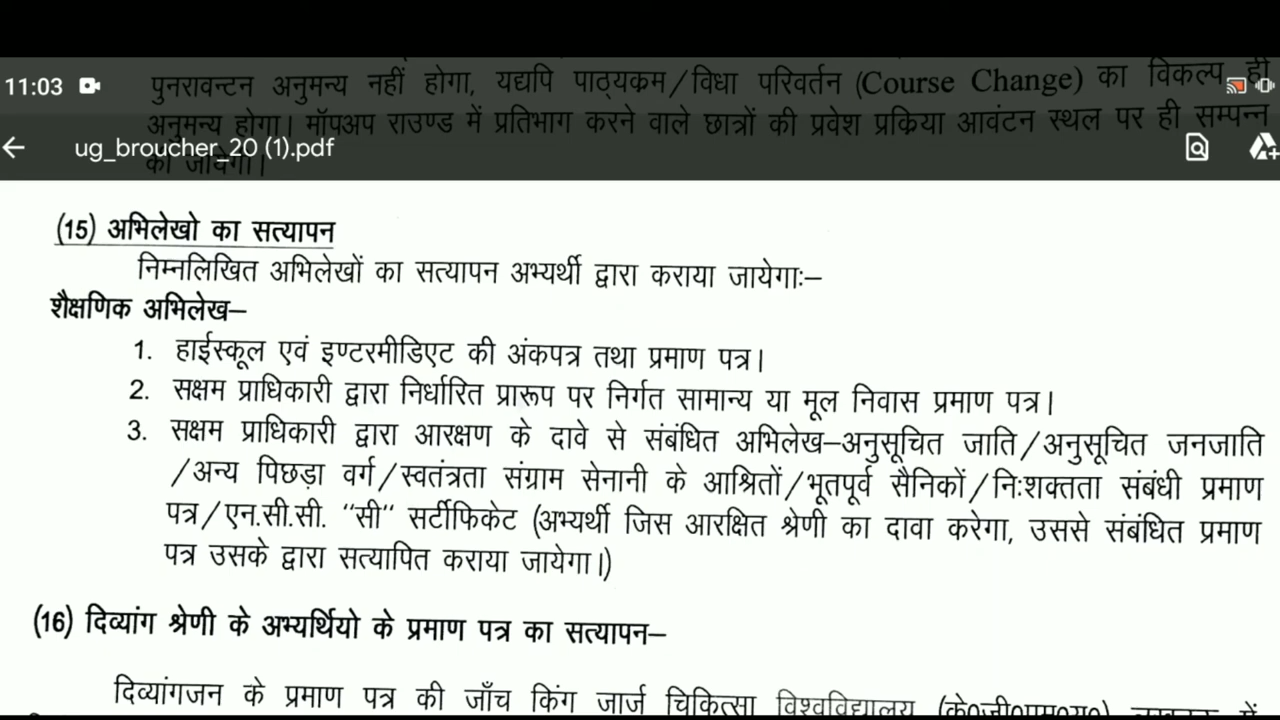 11:03
पुनरावन्टन अनुमन्य नहीं होगा, यद्यपि पाठ्यक्रम/विधा परिवर्तन (Course Change) का विकल्प ही
अनुमन्य होगा। मॉपअप राउण्ड में प्रतिभाग करने वाले छात्रों की प्रवेश प्रक्रिया आवंटन स्थल पर ही सम्पन्न
की जायेगी।
ug_broucher_20 (1).pdf
(15) अभिलेखो का सत्यापन
निम्नलिखित अभिलेखों का सत्यापन अभ्यर्थी द्वारा कराया जायेगाः–
शैक्षणिक अभिलेख–
1. हाईस्कूल एवं इण्टरमीडिएट की अंकपत्र तथा प्रमाण पत्र।
2. सक्षम प्राधिकारी द्वारा निर्धारित प्रारूप पर निर्गत सामान्य या मूल निवास प्रमाण पत्र।
3. सक्षम प्राधिकारी द्वारा आरक्षण के दावे से संबंधित अभिलेख–अनुसूचित जाति/अनुसूचित जनजाति
/अन्य पिछड़ा वर्ग/स्वतंत्रता संग्राम सेनानी के आश्रितों/भूतपूर्व सैनिकों/निःशक्तता संबंधी प्रमाण
पत्र/एन.सी.सी. "सी" सर्टीफिकेट (अभ्यर्थी जिस आरक्षित श्रेणी का दावा करेगा, उससे संबंधित प्रमाण
पत्र उसके द्वारा सत्यापित कराया जायेगा।)
(16) दिव्यांग श्रेणी के अभ्यर्थियो के प्रमाण पत्र का सत्यापन–
दिव्यांगजन के प्रमाण पत्र की जाँच किंग जार्ज चिकित्सा विश्वविद्यालय (के०जी०एम०यू०) लखनऊ में